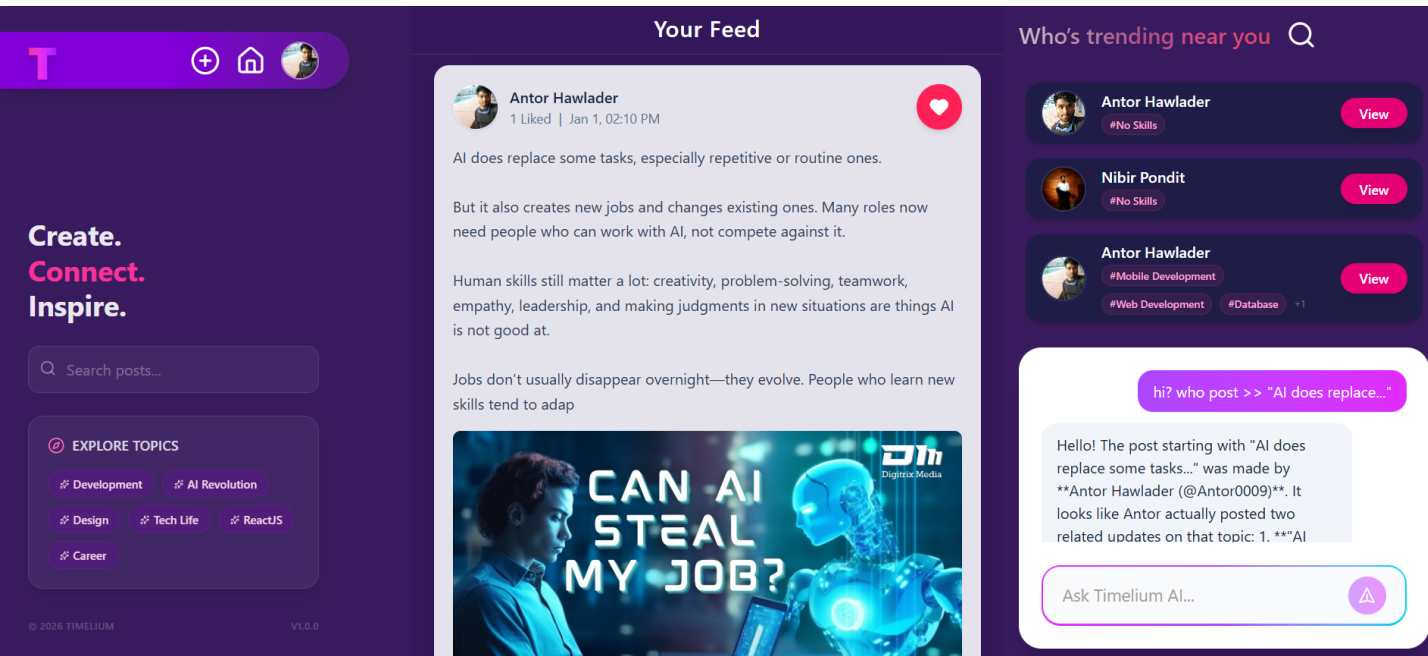 T
Create.
Connect.
Inspire.
Search posts...
EXPLORE TOPICS
Development
AI Revolution
Design
Tech Life
ReactJS
Career
© 2026 TIMELIUM
V1.0.0
Your Feed
Antor Hawlader
1 Liked | Jan 1, 02:10 PM
AI does replace some tasks, especially repetitive or routine ones.
But it also creates new jobs and changes existing ones. Many roles now
need people who can work with AI, not compete against it.
Human skills still matter a lot: creativity, problem-solving, teamwork,
empathy, leadership, and making judgments in new situations are things AI
is not good at.
Jobs don’t usually disappear overnight—they evolve. People who learn new
skills tend to adap
DIM
Digitrix Media
CAN AI
STEAL
MY JOB?
Who’s trending near you
Antor Hawlader
#No Skills
View
Nibir Pondit
#No Skills
View
Antor Hawlader
#Mobile Development
#Web Development #Database +1
View
hi? who post >> "AI does replace..."
Hello! The post starting with "AI does
replace some tasks..." was made by
**Antor Hawlader (@Antor0009)**. It
looks like Antor actually posted two
related updates on that topic: 1. **"AI
Ask Timelium AI...